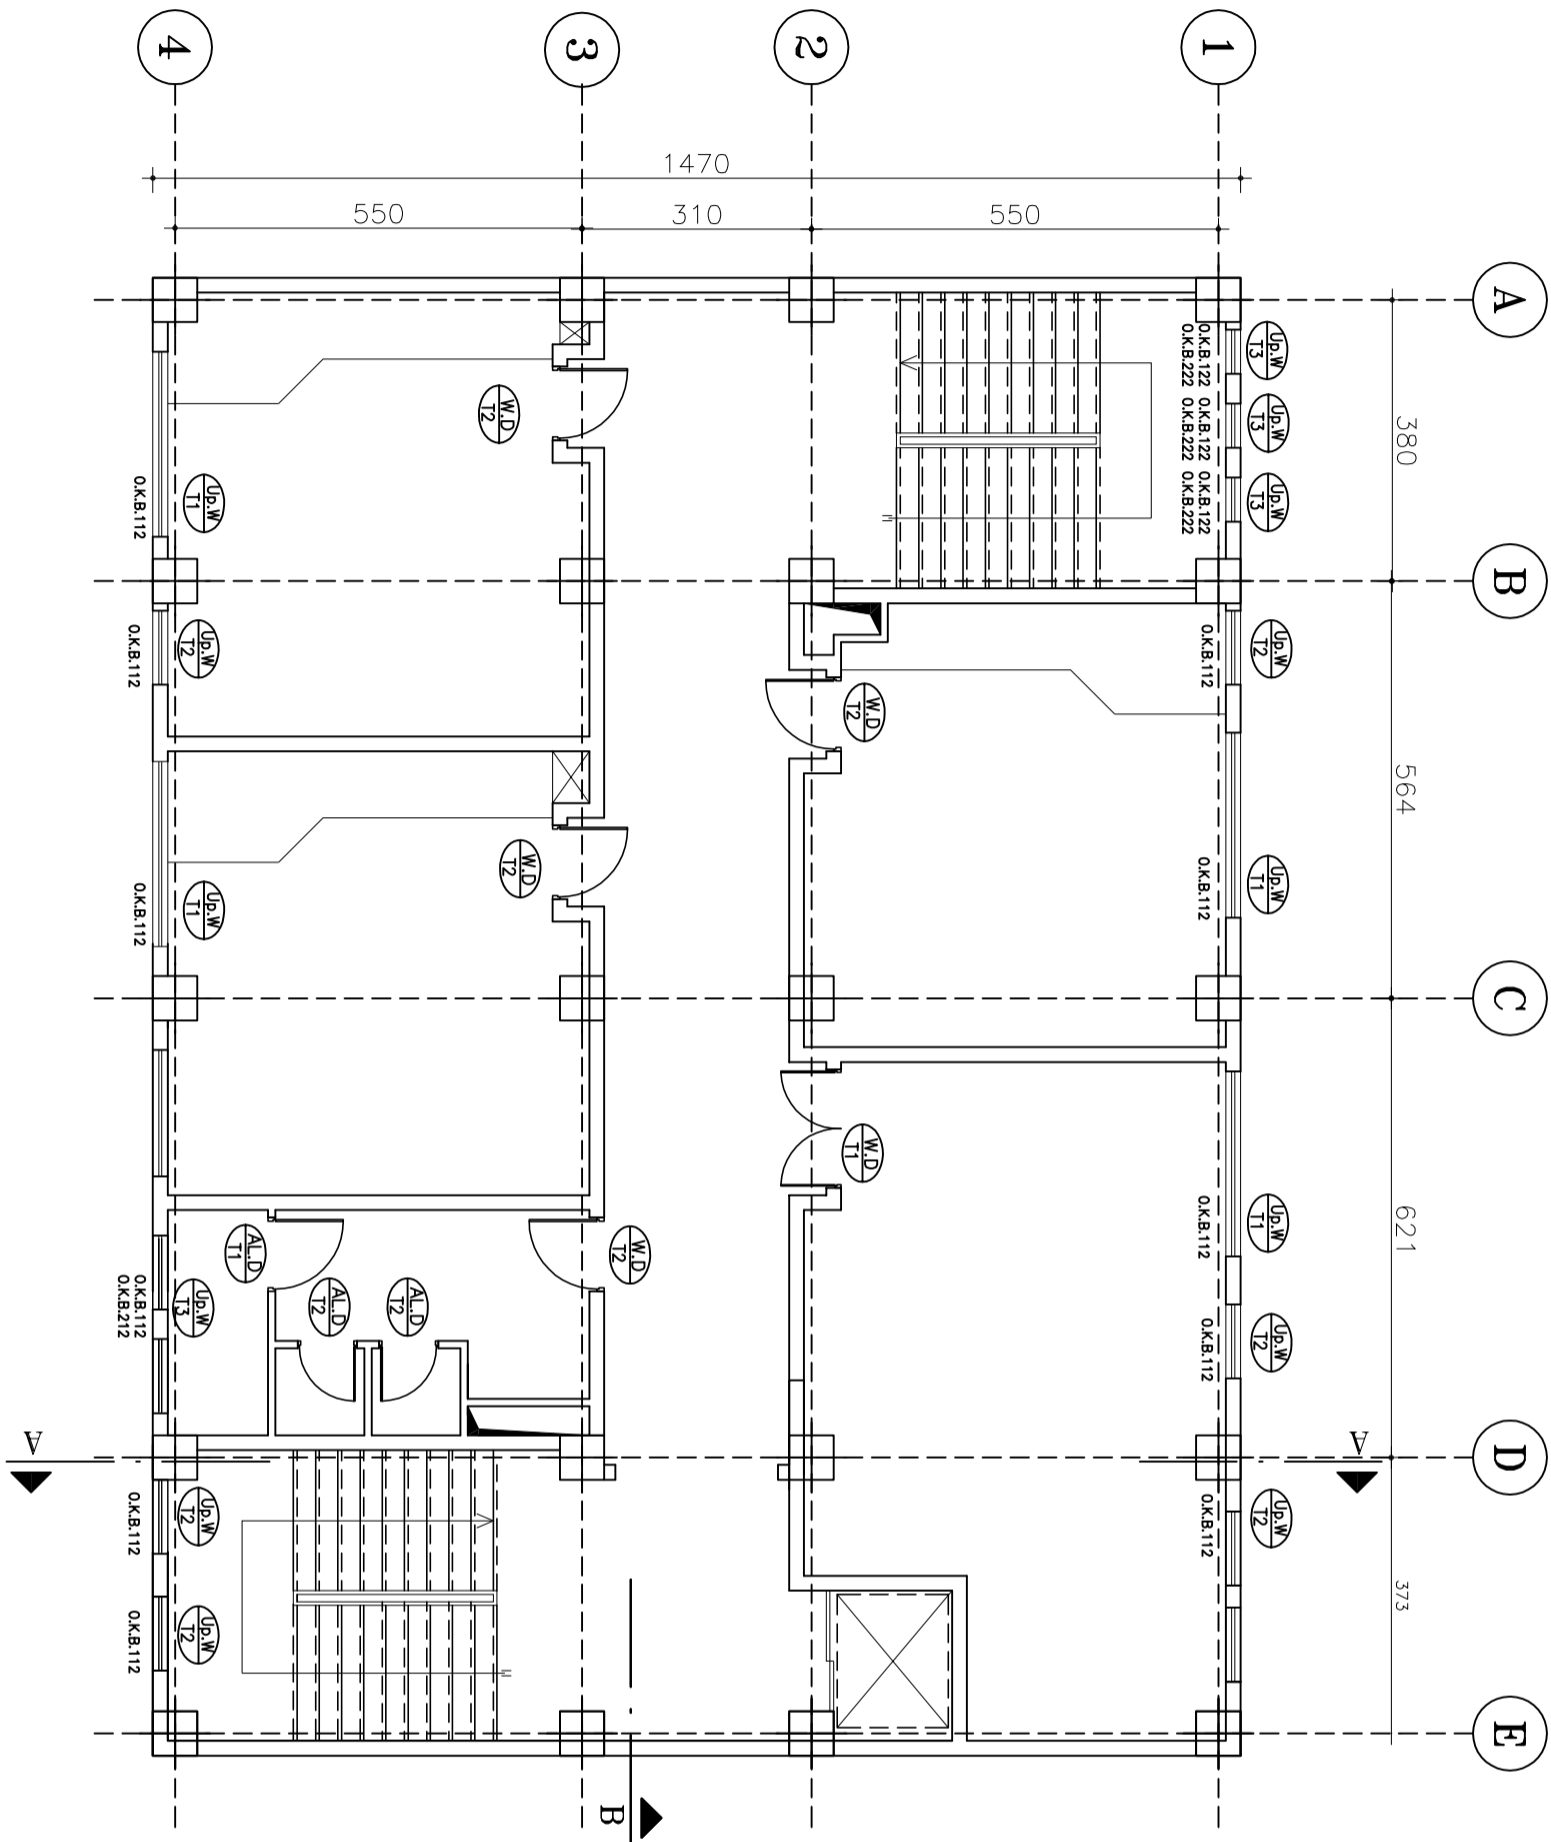 4
3
2
1
1470
550
310
550
A
B
C
D
E
380
564
621
373
Up.W
T3
Up.W
T3
Up.W
T3
O.K.B.122 O.K.B.122 O.K.B.122
O.K.B.222 O.K.B.222 O.K.B.222
W.D
T2
Up.W
T1
O.K.B.112
Up.W
T2
O.K.B.112
Up.W
T2
O.K.B.112
W.D
T2
Up.W
T1
O.K.B.112
W.D
T2
Up.W
T1
O.K.B.112
W.D
T1
Up.W
T1
O.K.B.112
Up.W
T2
O.K.B.112
W.D
T2
AL.D
T1
AL.D
T2
AL.D
T2
Up.W
T3
O.K.B.112
O.K.B.212
A
A
Up.W
T2
O.K.B.112
Up.W
T2
O.K.B.112
Up.W
T2
O.K.B.112
B